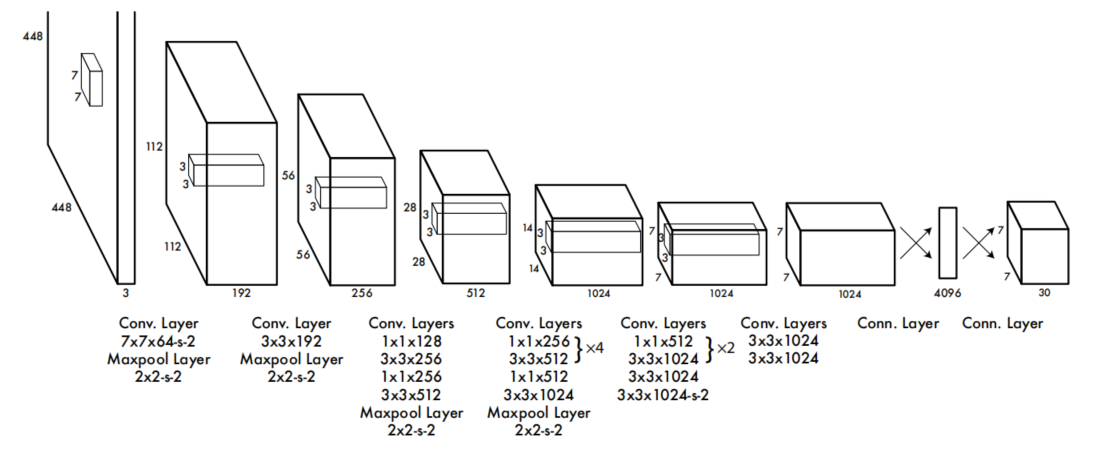 448
448
7
7
3
112
112
3
3
192
56
56
3
3
256
28
28
3
3
512
14
14
3
3
1024
7
7
3
3
1024
7
7
1024
4096
7
7
30
Conv. Layer
7x7x64-s-2
Maxpool Layer
2x2-s-2
Conv. Layer
3x3x192
Maxpool Layer
2x2-s-2
Conv. Layers
1x1x128
3x3x256
1x1x256
3x3x512
Maxpool Layer
2x2-s-2
Conv. Layers
1x1x256
3x3x512
}×4
1x1x512
3x3x1024
Maxpool Layer
2x2-s-2
Conv. Layers
1x1x512
3x3x1024
}×2
3x3x1024
3x3x1024-s-2
Conv. Layers
3x3x1024
3x3x1024
Conn. Layer
Conn. Layer